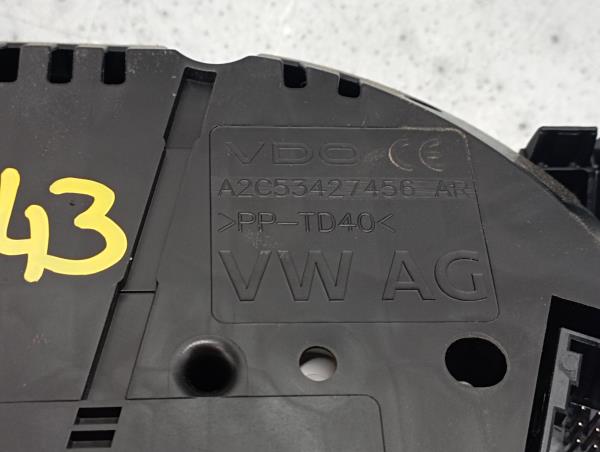 VDO CE
A2C53427456 AR
>PP-TD40<
VW AG
43